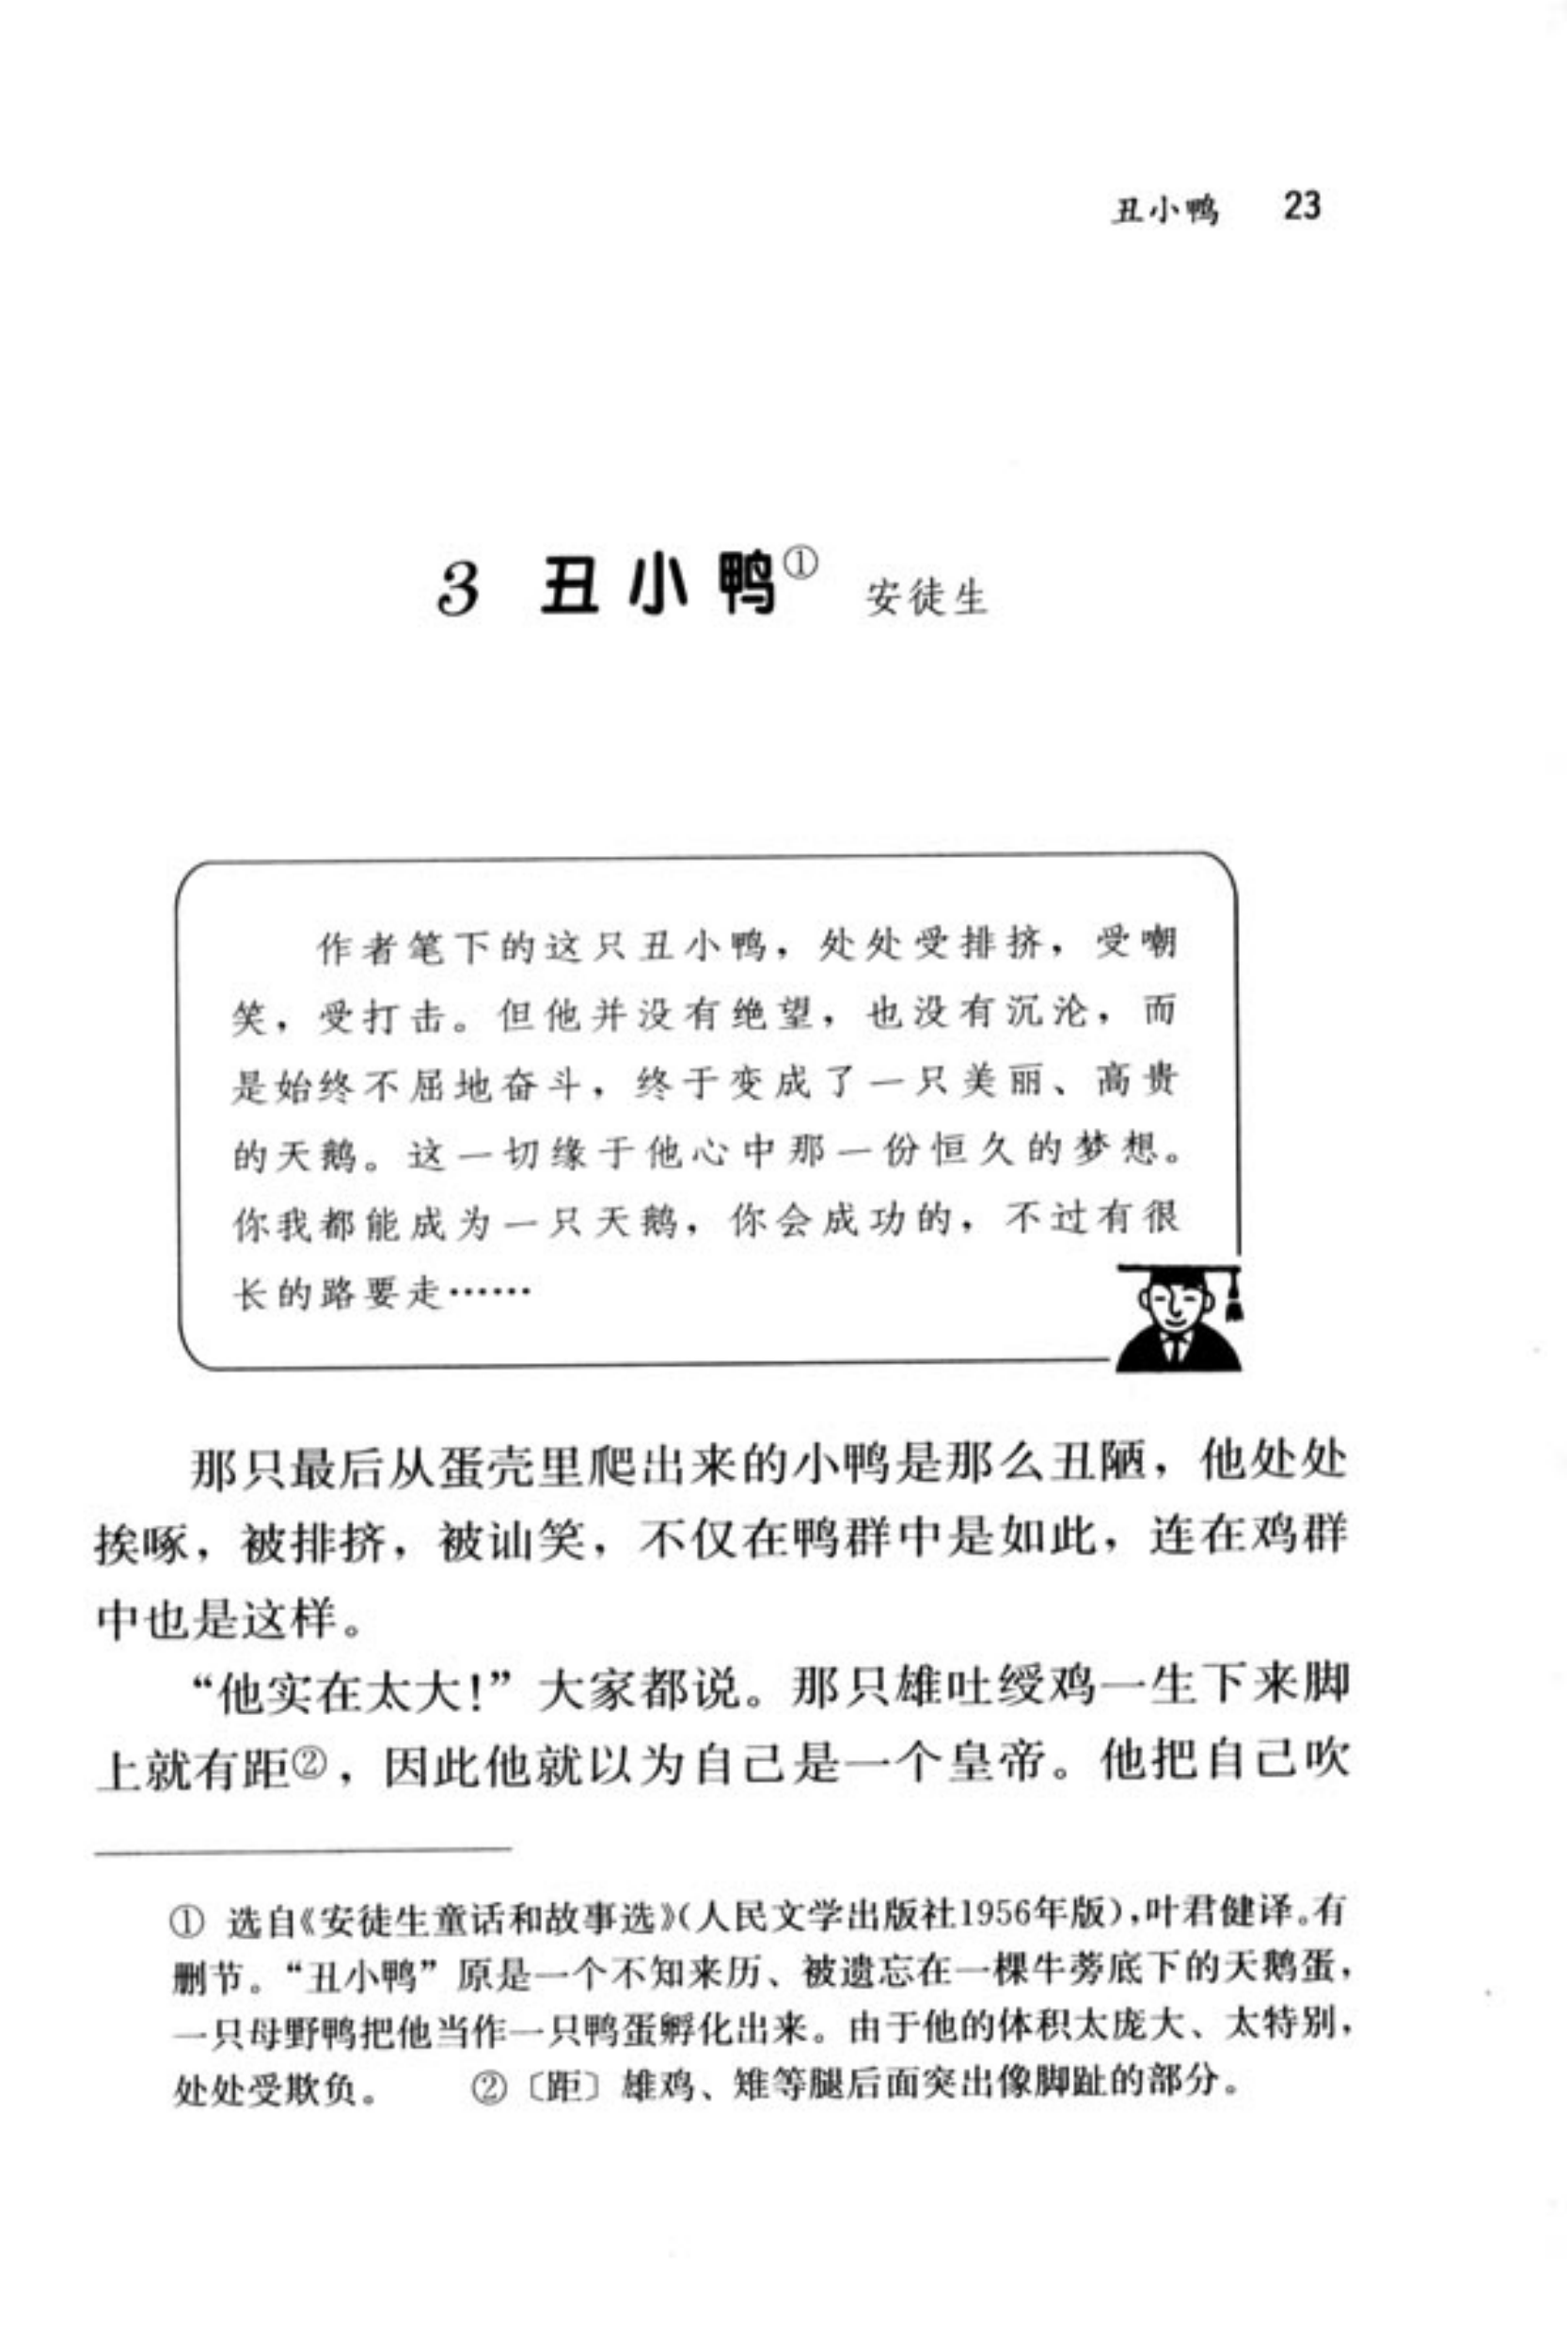 丑小鸭 23
3 丑小鸭① 安徒生
作者笔下的这只丑小鸭，处处受排挤，受嘲
笑，受打击。但他并没有绝望，也没有沉沦，而
是始终不屈地奋斗，终于变成了一只美丽、高贵
的天鹅。这一切缘于他心中那一份恒久的梦想。
你我都能成为一只天鹅，你会成功的，不过有很
长的路要走……
那只最后从蛋壳里爬出来的小鸭是那么丑陋，他处处
挨啄，被排挤，被讪笑，不仅在鸭群中是如此，连在鸡群
中也是这样。
“他实在太大！”大家都说。那只雄吐绶鸡一生下来脚
上就有距②，因此他就以为自己是一个皇帝。他把自己吹
① 选自《安徒生童话和故事选》（人民文学出版社1956年版），叶君健译。有
删节。“丑小鸭”原是一个不知来历、被遗忘在一棵牛蒡底下的天鹅蛋，
一只母野鸭把他当作一只鸭蛋孵化出来。由于他的体积太庞大、太特别，
处处受欺负。 ②〔距〕雄鸡、雉等腿后面突出像脚趾的部分。